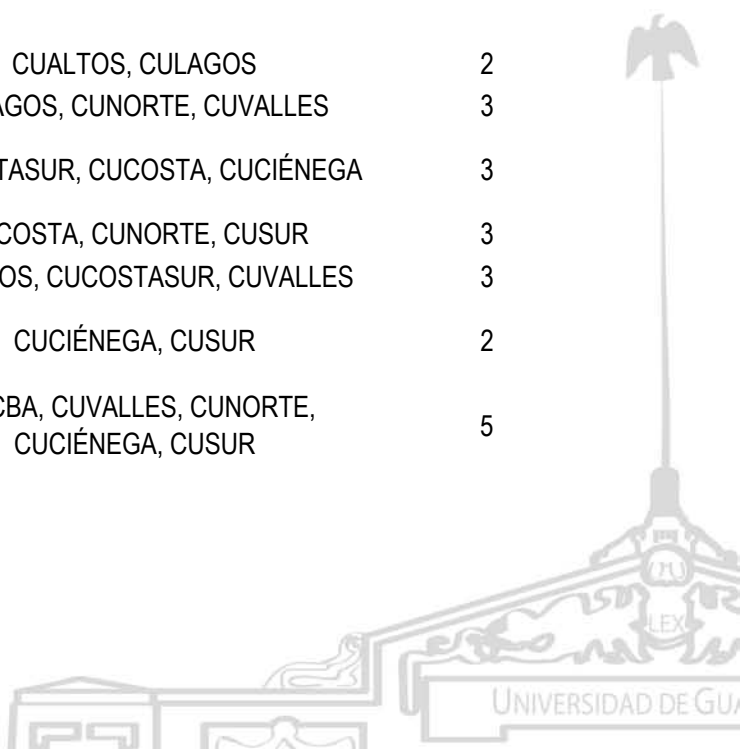 CUALTOS, CULAGOS 2
AGOS, CUNORTE, CUVALLES 3
TASUR, CUCOSTA, CUCIÉNEGA 3
COSTA, CUNORTE, CUSUR 3
OS, CUCOSTASUR, CUVALLES 3
CUCIÉNEGA, CUSUR 2
CBA, CUVALLES, CUNORTE,
CUCIÉNEGA, CUSUR 5
LEX
UNIVERSIDAD DE GUA